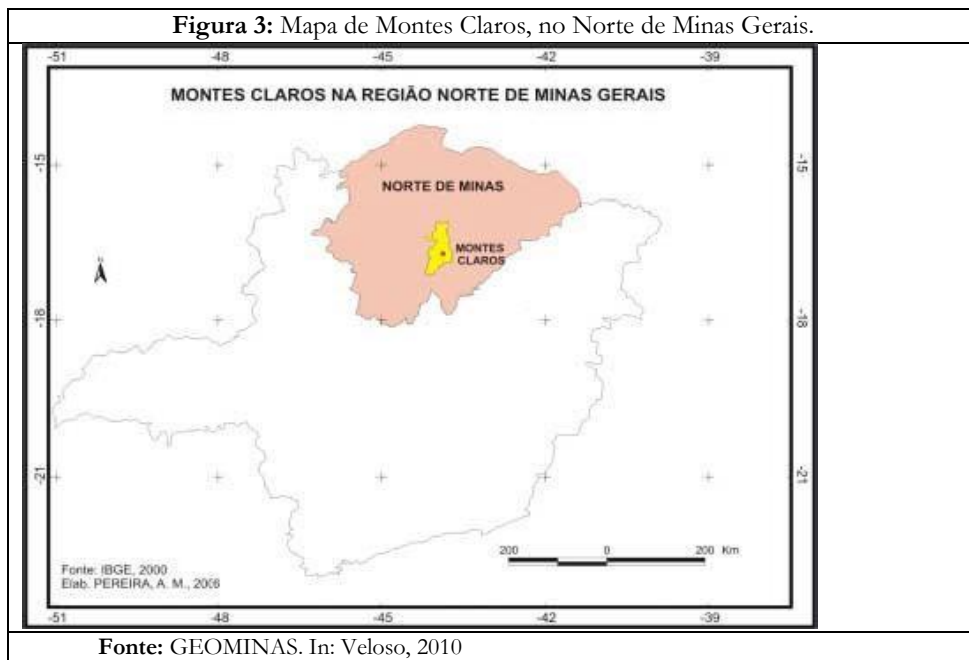 Figura 3: Mapa de Montes Claros, no Norte de Minas Gerais.
-51 -48 -45 -42 -39
MONTES CLAROS NA REGIÃO NORTE DE MINAS GERAIS
-15 -15
NORTE DE MINAS
MONTES
CLAROS
N
-18 -18
-21 -21
200 0 200 Km
Fonte: IBGE, 2000
Elab. PEREIRA, A. M., 2006
-51 -48 -45 -42 -39
Fonte: GEOMINAS. In: Veloso, 2010